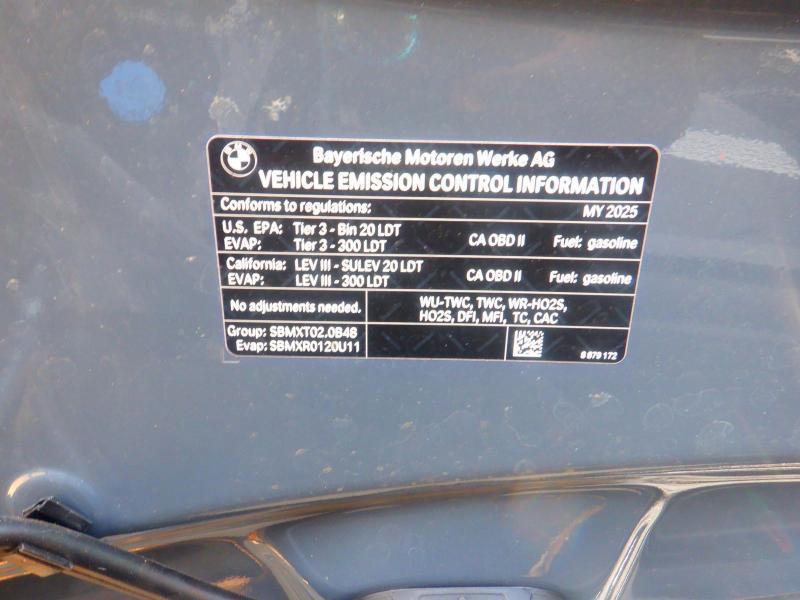 BMW
Bayerische Motoren Werke AG
VEHICLE EMISSION CONTROL INFORMATION
Conforms to regulations: MY 2025
U.S. EPA: Tier 3 - Bin 20 LDT
EVAP: Tier 3 - 300 LDT CA OBD II Fuel: gasoline
California: LEV III - SULEV 20 LDT
EVAP: LEV III - 300 LDT CA OBD II Fuel: gasoline
No adjustments needed. WU-TWC, TWC, WR-HO2S,
HO2S, DFI, MFI, TC, CAC
Group: SBMXT02.0B48
Evap: SBMXR0120U11 8 879 172